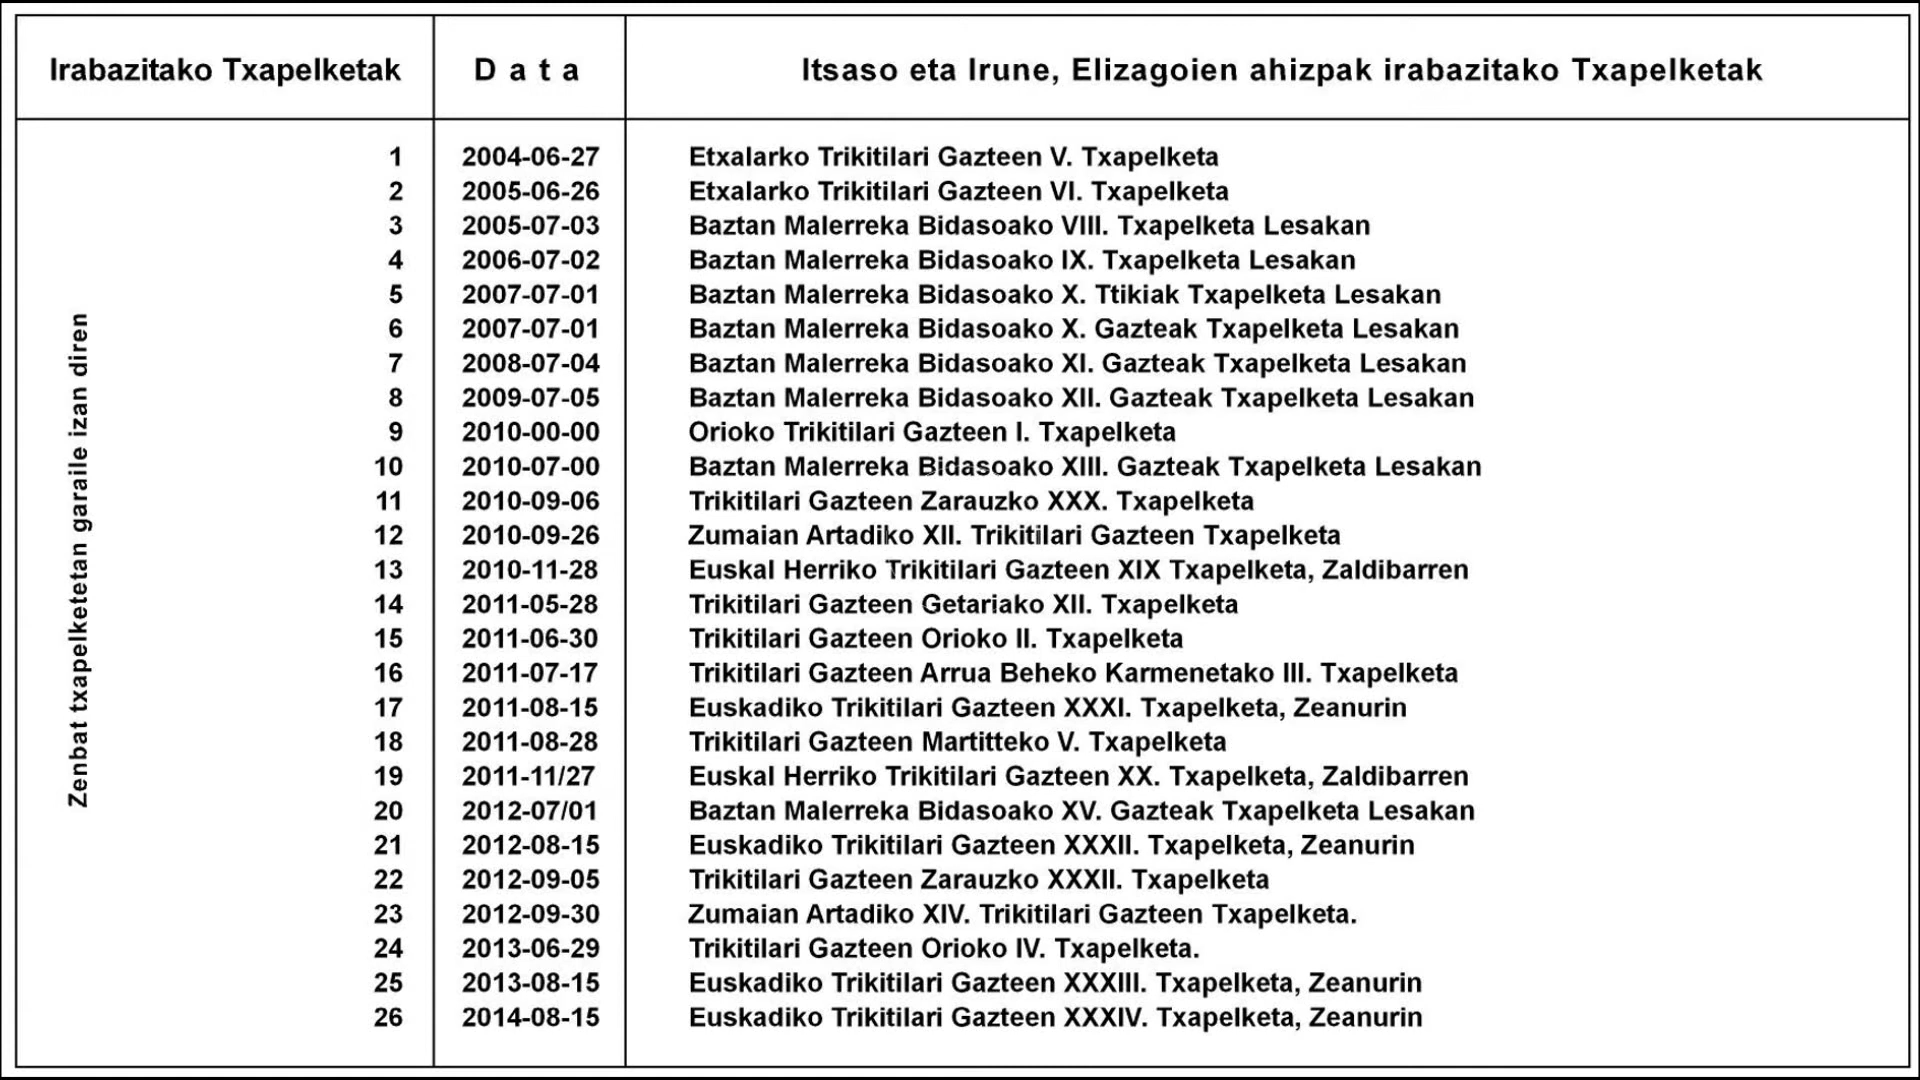 Irabazitako Txapelketak
D a t a
Itsaso eta Irune, Elizagoien ahizpak irabazitako Txapelketak
Zenbat txapelketetan garaile izan diren
1 2004-06-27 Etxalarko Trikitilari Gazteen V. Txapelketa
2 2005-06-26 Etxalarko Trikitilari Gazteen VI. Txapelketa
3 2005-07-03 Baztan Malerreka Bidasoako VIII. Txapelketa Lesakan
4 2006-07-02 Baztan Malerreka Bidasoako IX. Txapelketa Lesakan
5 2007-07-01 Baztan Malerreka Bidasoako X. Ttikiak Txapelketa Lesakan
6 2007-07-01 Baztan Malerreka Bidasoako X. Gazteak Txapelketa Lesakan
7 2008-07-04 Baztan Malerreka Bidasoako XI. Gazteak Txapelketa Lesakan
8 2009-07-05 Baztan Malerreka Bidasoako XII. Gazteak Txapelketa Lesakan
9 2010-00-00 Orioko Trikitilari Gazteen I. Txapelketa
10 2010-07-00 Baztan Malerreka Bidasoako XIII. Gazteak Txapelketa Lesakan
11 2010-09-06 Trikitilari Gazteen Zarauzko XXX. Txapelketa
12 2010-09-26 Zumaian Artadiko XII. Trikitilari Gazteen Txapelketa
13 2010-11-28 Euskal Herriko Trikitilari Gazteen XIX Txapelketa, Zaldibarren
14 2011-05-28 Trikitilari Gazteen Getariako XII. Txapelketa
15 2011-06-30 Trikitilari Gazteen Orioko II. Txapelketa
16 2011-07-17 Trikitilari Gazteen Arrua Beheko Karmenetako III. Txapelketa
17 2011-08-15 Euskadiko Trikitilari Gazteen XXXI. Txapelketa, Zeanurin
18 2011-08-28 Trikitilari Gazteen Martitteko V. Txapelketa
19 2011-11/27 Euskal Herriko Trikitilari Gazteen XX. Txapelketa, Zaldibarren
20 2012-07/01 Baztan Malerreka Bidasoako XV. Gazteak Txapelketa Lesakan
21 2012-08-15 Euskadiko Trikitilari Gazteen XXXII. Txapelketa, Zeanurin
22 2012-09-05 Trikitilari Gazteen Zarauzko XXXII. Txapelketa
23 2012-09-30 Zumaian Artadiko XIV. Trikitilari Gazteen Txapelketa.
24 2013-06-29 Trikitilari Gazteen Orioko IV. Txapelketa.
25 2013-08-15 Euskadiko Trikitilari Gazteen XXXIII. Txapelketa, Zeanurin
26 2014-08-15 Euskadiko Trikitilari Gazteen XXXIV. Txapelketa, Zeanurin